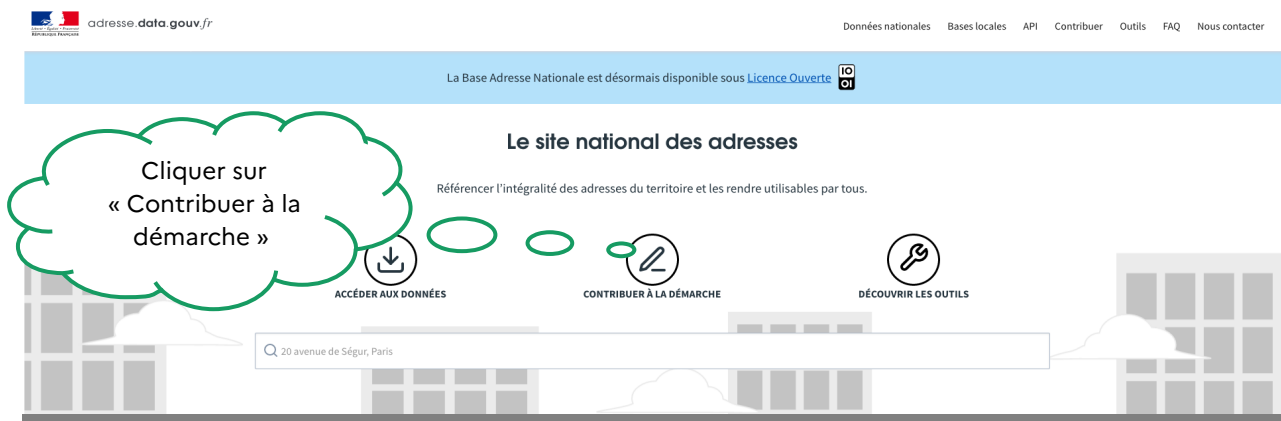 adresse.data.gouv.fr
RÉPUBLIQUE FRANÇAISE
Données nationales Bases locales API Contribuer Outils FAQ Nous contacter
La Base Adresse Nationale est désormais disponible sous Licence Ouverte
Le site national des adresses
Référencer l'intégralité des adresses du territoire et les rendre utilisables par tous.
Cliquer sur
« Contribuer à la
démarche »
ACCÉDER AUX DONNÉES
CONTRIBUER À LA DÉMARCHE
DÉCOUVRIR LES OUTILS
20 avenue de Ségur, Paris